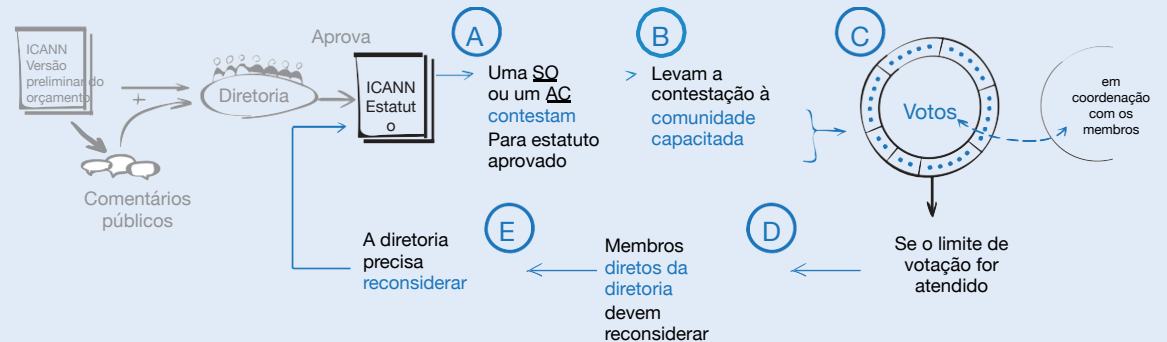 ICANN
Versão
preliminar do
orçamento
+
Comentários
públicos
Diretoria
Aprova
ICANN
Estatut
o
A
Uma SO
ou um AC
contestam
Para estatuto
aprovado
B
Levam a
contestação à
comunidade
capacitada
C
Votos
em
coordenação
com os
membros
Se o limite de
votação for
atendido
D
Membros
diretos da
diretoria
devem
reconsiderar
E
A diretoria
precisa
reconsiderar